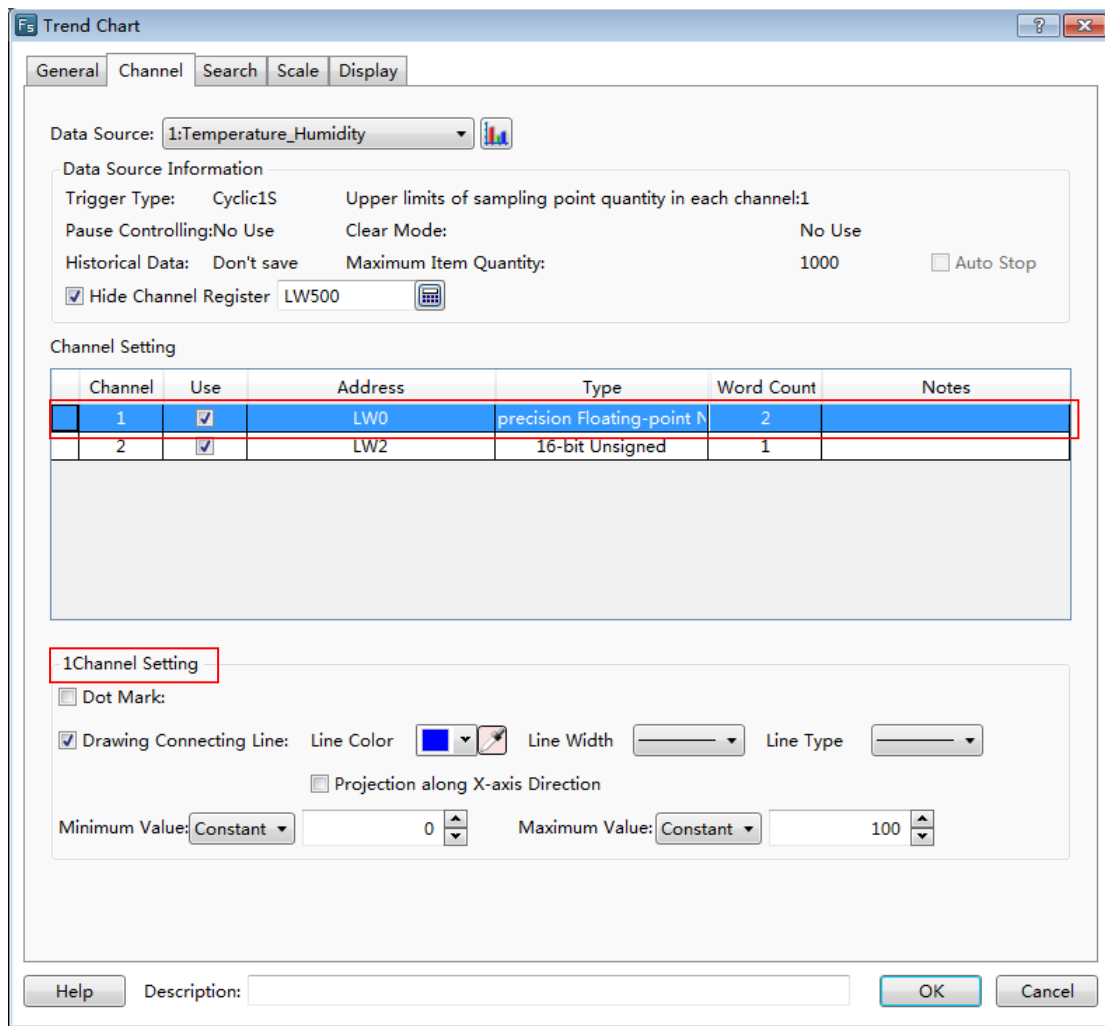 Fs Trend Chart
General Channel Search Scale Display
Data Source: 1:Temperature_Humidity
Data Source Information
Trigger Type: Cyclic1S Upper limits of sampling point quantity in each channel:1
Pause Controlling:No Use Clear Mode: No Use
Historical Data: Don't save Maximum Item Quantity: 1000 Auto Stop
Hide Channel Register LW500
Channel Setting
Channel Use Address Type Word Count Notes
1 LW0 precision Floating-point N 2
2 LW2 16-bit Unsigned 1
1Channel Setting
Dot Mark:
Drawing Connecting Line: Line Color Line Width Line Type
Projection along X-axis Direction
Minimum Value: Constant 0 Maximum Value: Constant 100
Help Description: OK Cancel